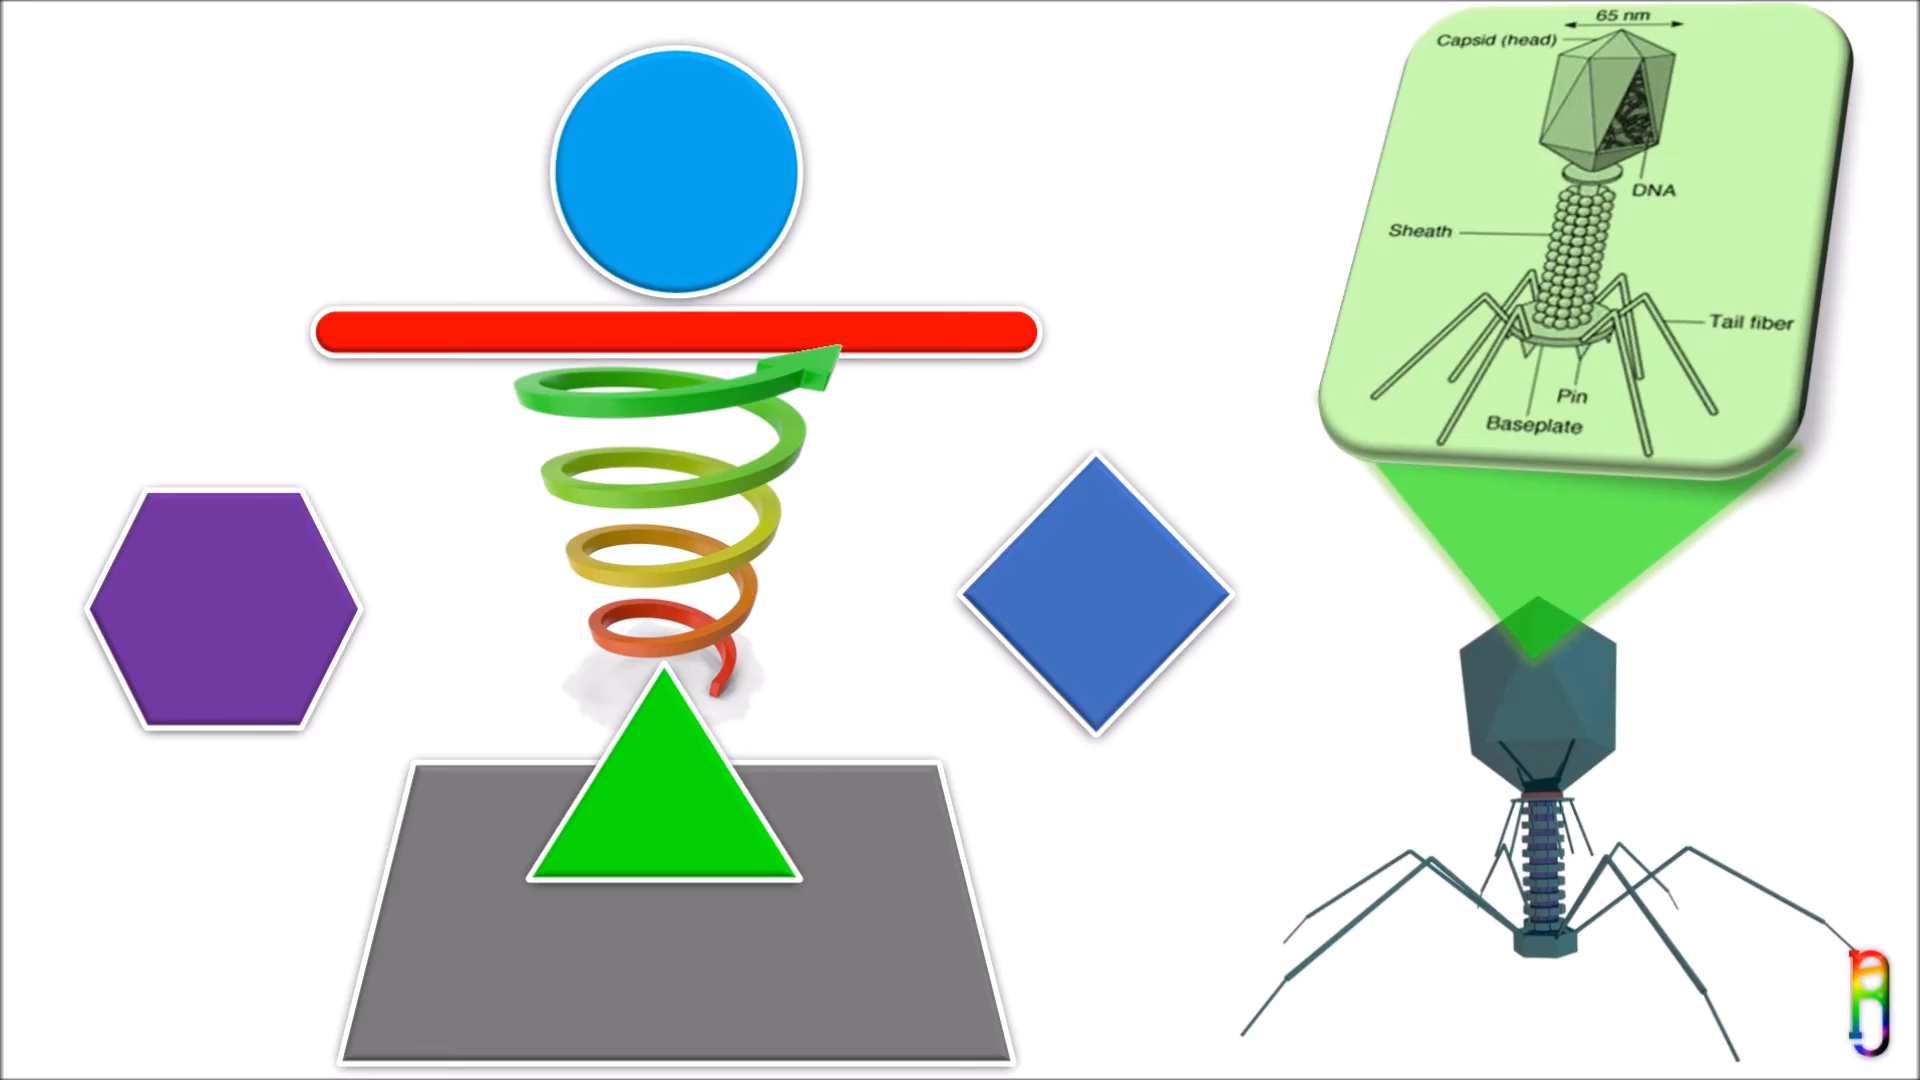 65 nm
Capsid (head)
DNA
Sheath
Tail fiber
Pin
Baseplate